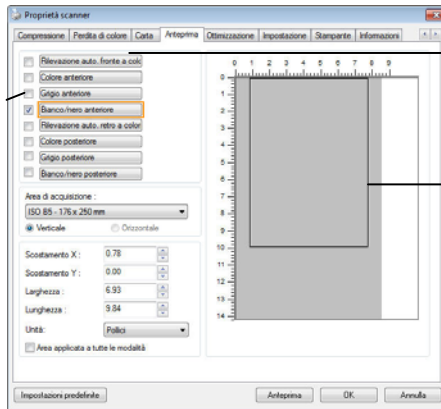 Proprietà scanner
Compressione Perdita di colore Carta Anteprima Ottimizzazione Impostazione Stampante Informazioni
Rilevazione auto. fronte a colo
Colore anteriore
Grigio anteriore
Bianco/nero anteriore
Rilevazione auto. retro a color
Colore posteriore
Grigio posteriore
Bianco/nero posteriore
Area di acquisizione :
ISO B5 - 176 x 250 mm
Verticale Orizzontale
Scostamento X : 0.78
Scostamento Y : 0.00
Larghezza : 6.93
Lunghezza : 9.84
Unità: Pollici
Area applicata a tutte le modalità
0 1 2 3 4 5 6 7 8 9
0
1
2
3
4
5
6
7
8
9
10
11
12
13
14
Impostazioni predefinite Anteprima OK Annulla